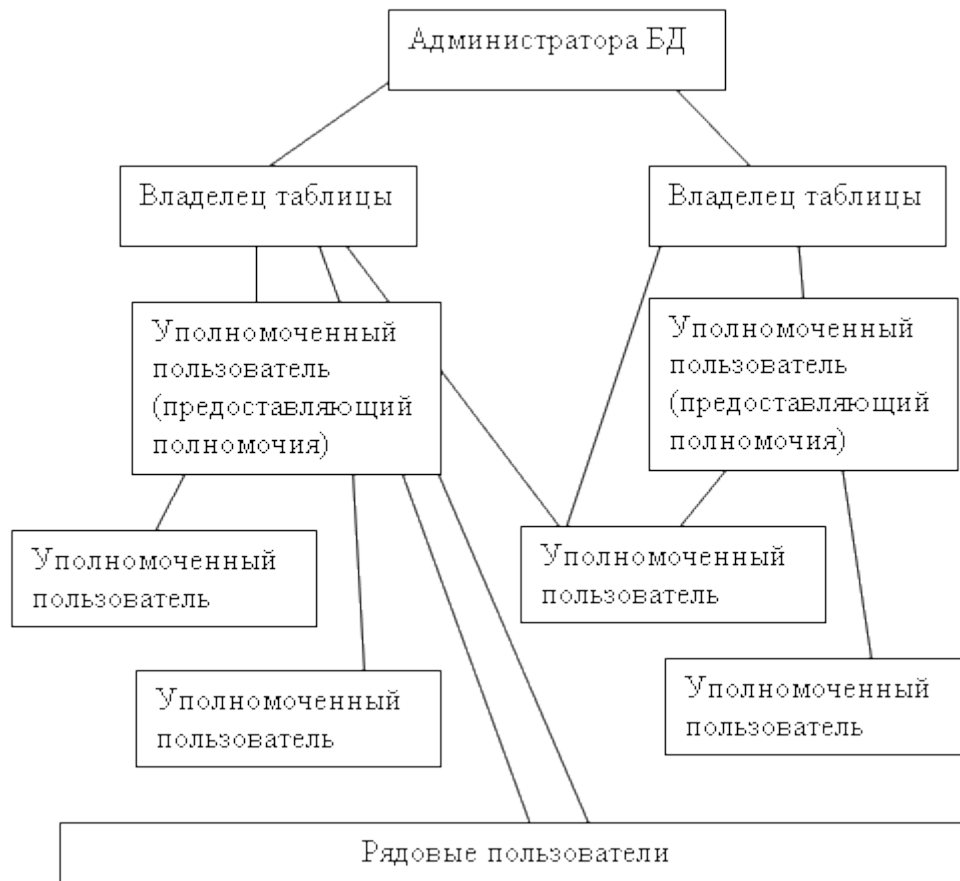 Администратора БД
Владелец таблицы
Владелец таблицы
Уполномоченный
пользователь
(предоставляющий
полномочия)
Уполномоченный
пользователь
(предоставляющий
полномочия)
Уполномоченный
пользователь
Уполномоченный
пользователь
Уполномоченный
пользователь
Уполномоченный
пользователь
Рядовые пользователи